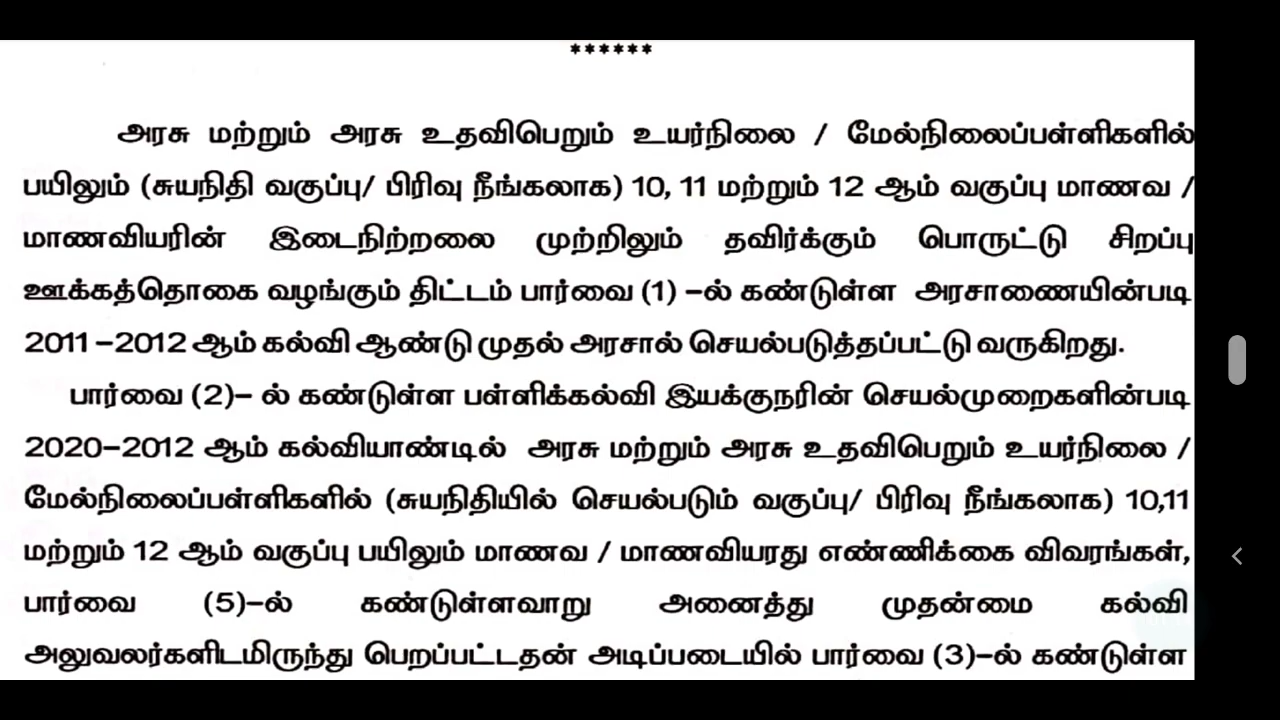 ******
அரசு மற்றும் அரசு உதவிபெறும் உயர்நிலை / மேல்நிலைப்பள்ளிகளில்
பயிலும் (சுயநிதி வகுப்பு/ பிரிவு நீங்கலாக) 10, 11 மற்றும் 12 ஆம் வகுப்பு மாணவ /
மாணவியரின் இடைநிற்றலை முற்றிலும் தவிர்க்கும் பொருட்டு சிறப்பு
ஊக்கத்தொகை வழங்கும் திட்டம் பார்வை (1) –ல் கண்டுள்ள அரசாணையின்படி
2011 –2012 ஆம் கல்வி ஆண்டு முதல் அரசால் செயல்படுத்தப்பட்டு வருகிறது.
பார்வை (2)– ல் கண்டுள்ள பள்ளிக்கல்வி இயக்குநரின் செயல்முறைகளின்படி
2020–2012 ஆம் கல்வியாண்டில் அரசு மற்றும் அரசு உதவிபெறும் உயர்நிலை /
மேல்நிலைப்பள்ளிகளில் (சுயநிதியில் செயல்படும் வகுப்பு/ பிரிவு நீங்கலாக) 10,11
மற்றும் 12 ஆம் வகுப்பு பயிலும் மாணவ / மாணவியரது எண்ணிக்கை விவரங்கள்,
பார்வை (5)–ல் கண்டுள்ளவாறு அனைத்து முதன்மை கல்வி
அலுவலர்களிடமிருந்து பெறப்பட்டதன் அடிப்படையில் பார்வை (3)–ல் கண்டுள்ள